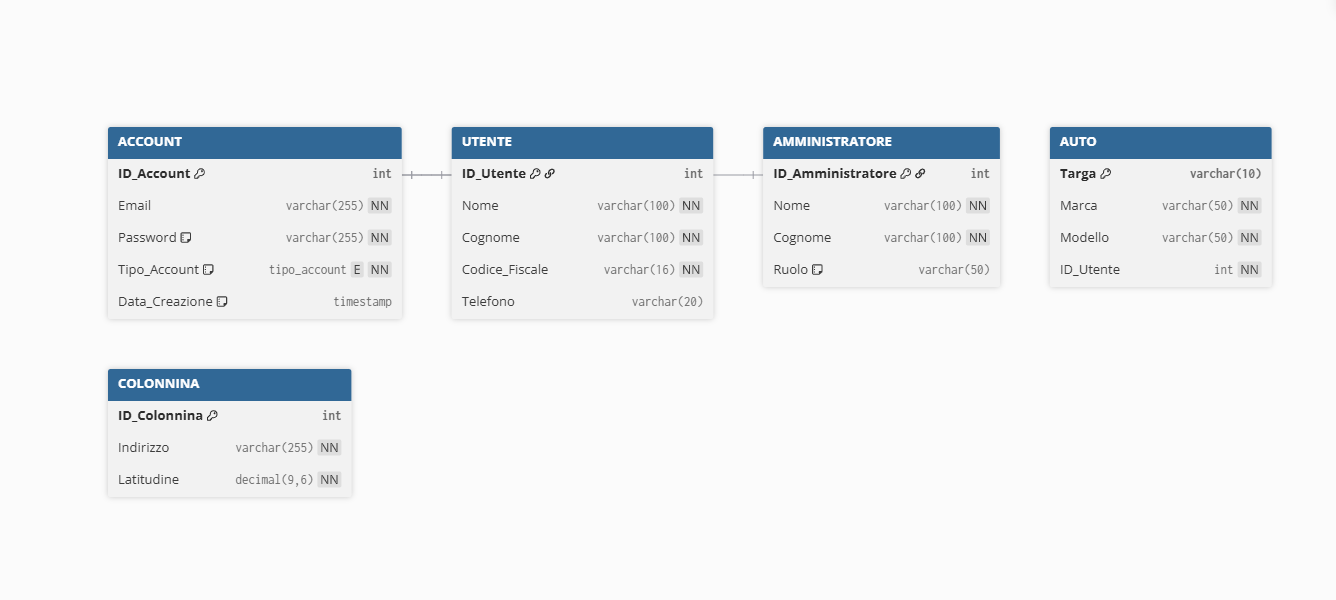 ACCOUNT
ID_Account int
Email varchar(255) NN
Password varchar(255) NN
Tipo_Account tipo_account E NN
Data_Creazione timestamp
UTENTE
ID_Utente int
Nome varchar(100) NN
Cognome varchar(100) NN
Codice_Fiscale varchar(16) NN
Telefono varchar(20)
AMMINISTRATORE
ID_Amministratore int
Nome varchar(100) NN
Cognome varchar(100) NN
Ruolo varchar(50)
AUTO
Targa varchar(10)
Marca varchar(50) NN
Modello varchar(50) NN
ID_Utente int NN
COLONNINA
ID_Colonnina int
Indirizzo varchar(255) NN
Latitudine decimal(9,6) NN